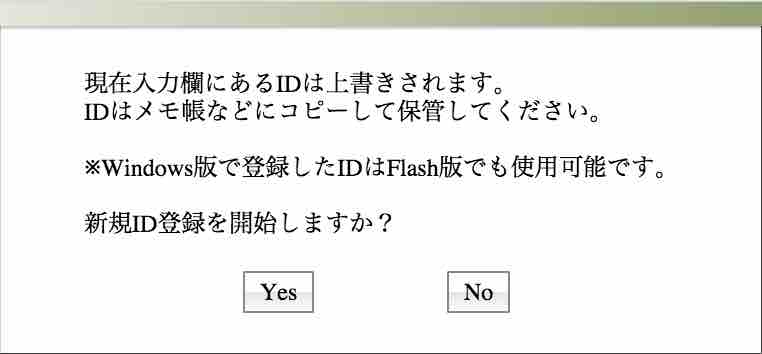 現在入力欄にあるIDは上書きされます。
IDはメモ帳などにコピーして保管してください。
※Windows版で登録したIDはFlash版でも使用可能です。
新規ID登録を開始しますか？
Yes
No